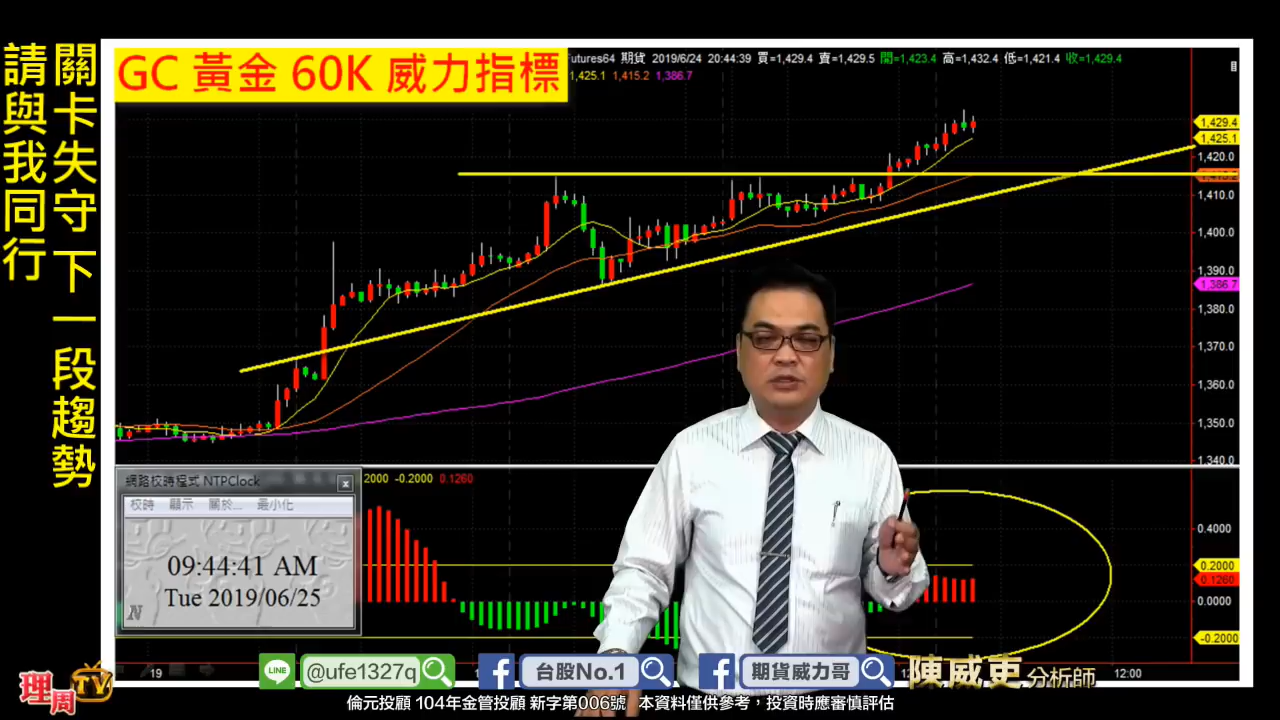 關卡失守 下一段趨勢
請與我同行
GC 黃金 60K 威力指標
Futures64 期貨 2019/6/24 20:44:39 買=1,429.4 賣=1,429.5 開=1,423.4 高=1,432.4 低=1,421.4 收=1,429.4
1,425.1 1,415.2 1,386.7
1,429.4
1,425.1
1,420.0
1,410.0
1,400.0
1,390.0
1,386.7
1,380.0
1,370.0
1,360.0
1,350.0
1,340.0
網路校時程式 NTPClock
校時 關示 關於... 最小化
09:44:41 AM
Tue 2019/06/25
N
2000 -0.2000 0.1260
0.4000
0.2000
0.1260
0.0000
-0.2000
19
12:00
理周TV
LINE @ufe1327q
台股No.1
期貨威力哥
陳威吏 分析師
倫元投顧 104年金管投顧 新字第006號 本資料僅供參考，投資時應審慎評估